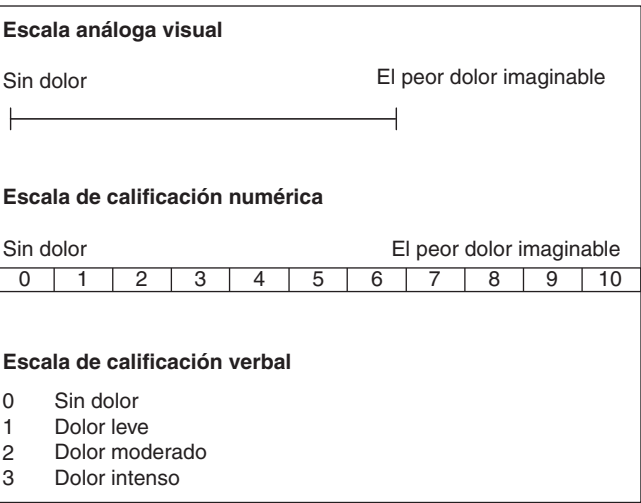 Escala análoga visual
Sin dolor El peor dolor imaginable
Escala de calificación numérica
Sin dolor El peor dolor imaginable
0 1 2 3 4 5 6 7 8 9 10
Escala de calificación verbal
0 Sin dolor
1 Dolor leve
2 Dolor moderado
3 Dolor intenso